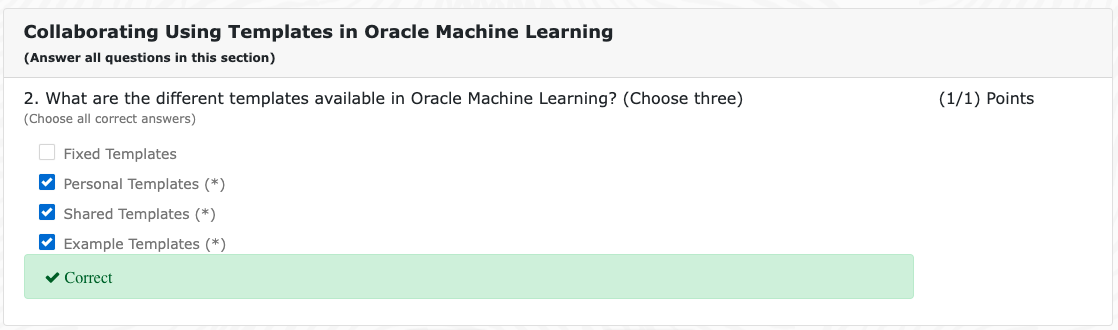 Collaborating Using Templates in Oracle Machine Learning
(Answer all questions in this section)
2. What are the different templates available in Oracle Machine Learning? (Choose three) (1/1) Points
(Choose all correct answers)
Fixed Templates
Personal Templates (*)
Shared Templates (*)
Example Templates (*)
Correct